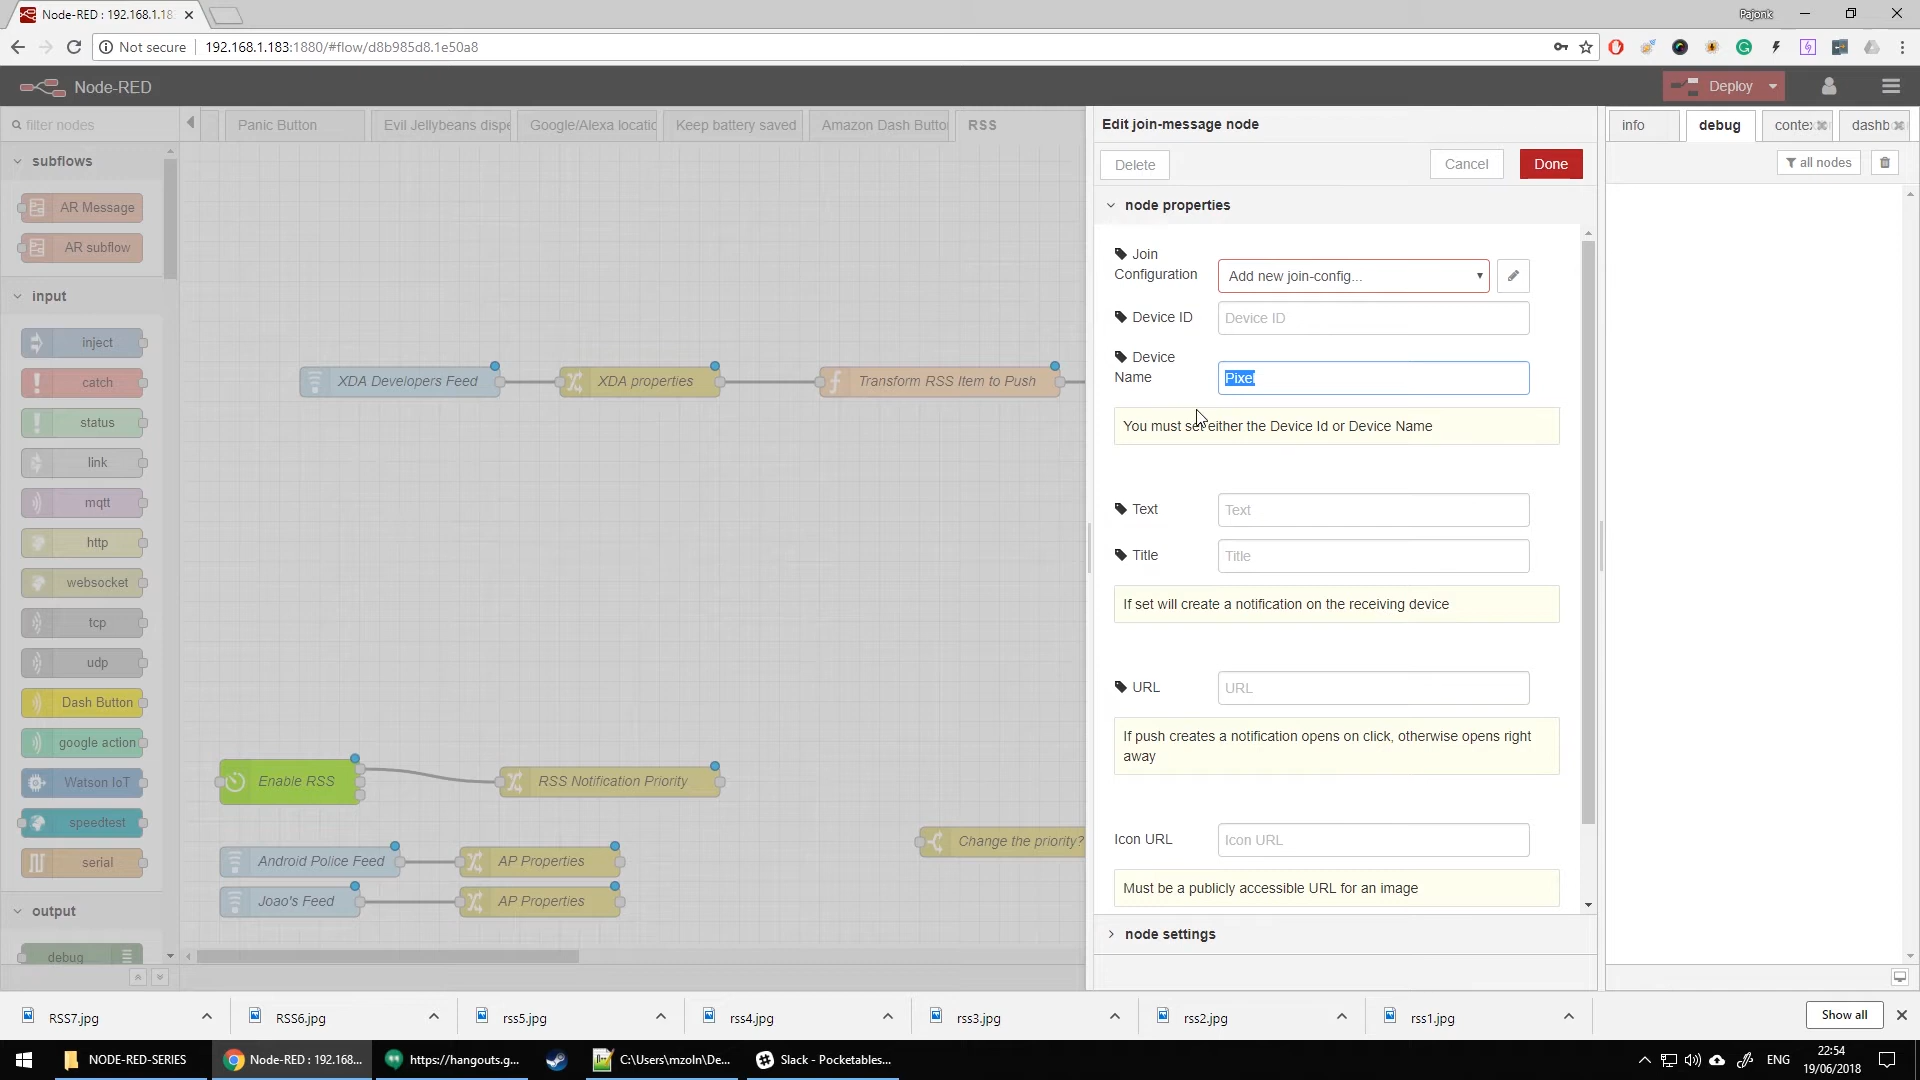 Node-RED : 192.168.1.18
Pajonk
Not secure
192.168.1.183:1880/#flow/d8b985d8.1e50a8
Node-RED
Deploy
filter nodes
Panic Button
Evil Jellybeans dispe
Google/Alexa locatio
Keep battery saved
Amazon Dash Butto
RSS
Edit join-message node
info
debug
contex
dashb
Delete
Cancel
Done
all nodes
subflows
AR Message
AR subflow
input
inject
catch
status
link
mqtt
http
websocket
tcp
udp
Dash Button
google action
Watson IoT
speedtest
serial
output
debug
XDA Developers Feed
XDA properties
Transform RSS Item to Push
Enable RSS
RSS Notification Priority
Change the priority?
Android Police Feed
AP Properties
Joao's Feed
AP Properties
node properties
Join
Configuration
Add new join-config...
Device ID
Device ID
Device
Name
Pixel
You must set either the Device Id or Device Name
Text
Text
Title
Title
If set will create a notification on the receiving device
URL
URL
If push creates a notification opens on click, otherwise opens right
away
Icon URL
Icon URL
Must be a publicly accessible URL for an image
node settings
RSS7.jpg
RSS6.jpg
rss5.jpg
rss4.jpg
rss3.jpg
rss2.jpg
rss1.jpg
Show all
NODE-RED-SERIES
Node-RED : 192.168...
https://hangouts.g...
C:\Users\mzoln\De...
Slack - Pocketables...
ENG
22:54
19/06/2018